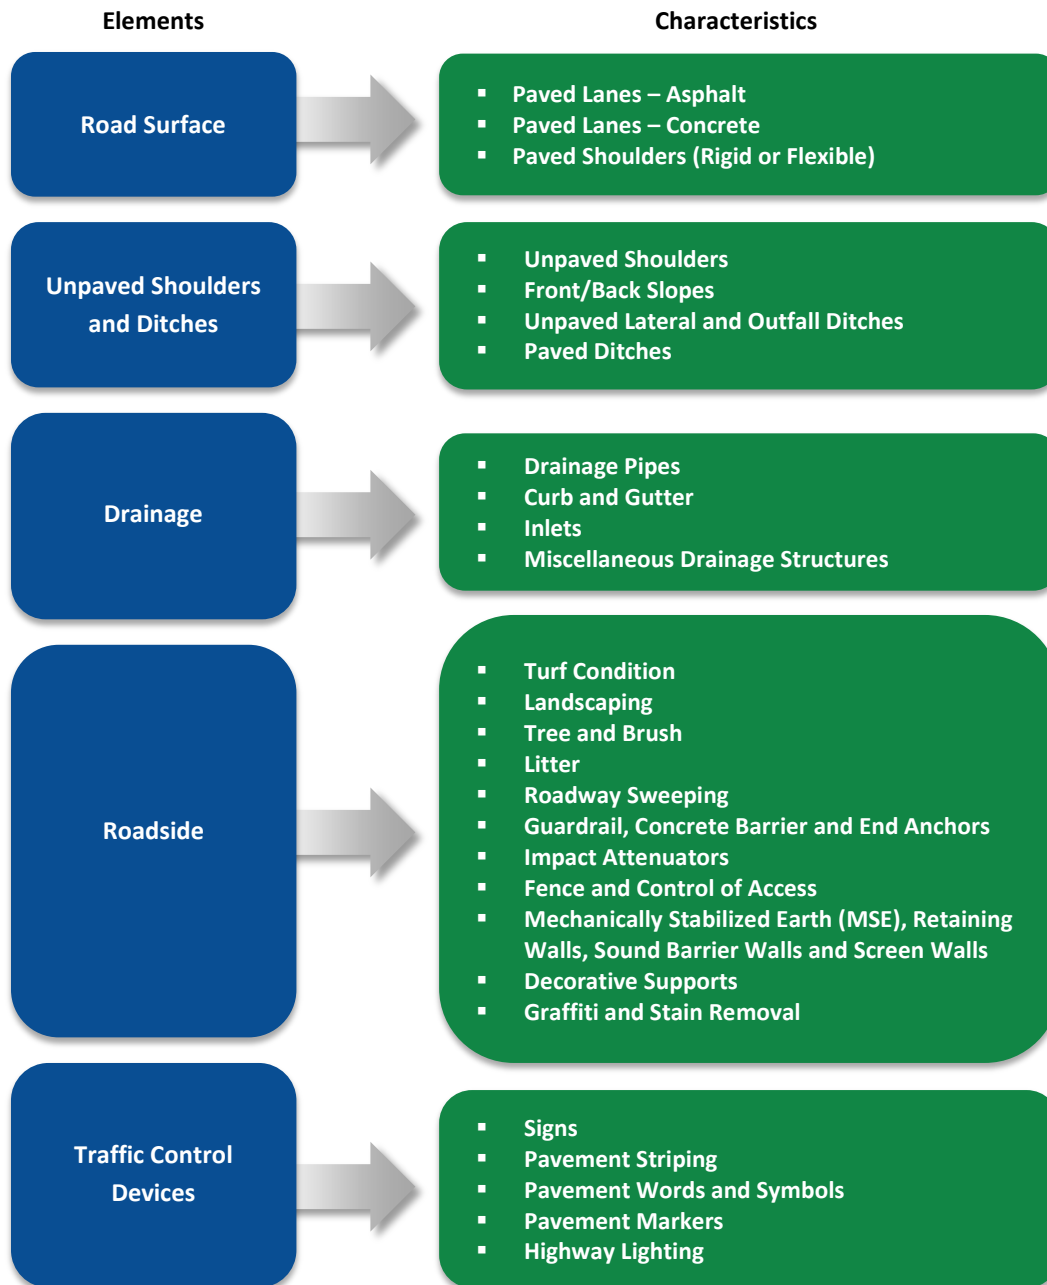 Elements
Characteristics
Road Surface
▪ Paved Lanes – Asphalt
▪ Paved Lanes – Concrete
▪ Paved Shoulders (Rigid or Flexible)
Unpaved Shoulders
and Ditches
▪ Unpaved Shoulders
▪ Front/Back Slopes
▪ Unpaved Lateral and Outfall Ditches
▪ Paved Ditches
Drainage
▪ Drainage Pipes
▪ Curb and Gutter
▪ Inlets
▪ Miscellaneous Drainage Structures
Roadside
▪ Turf Condition
▪ Landscaping
▪ Tree and Brush
▪ Litter
▪ Roadway Sweeping
▪ Guardrail, Concrete Barrier and End Anchors
▪ Impact Attenuators
▪ Fence and Control of Access
▪ Mechanically Stabilized Earth (MSE), Retaining
Walls, Sound Barrier Walls and Screen Walls
▪ Decorative Supports
▪ Graffiti and Stain Removal
Traffic Control
Devices
▪ Signs
▪ Pavement Striping
▪ Pavement Words and Symbols
▪ Pavement Markers
▪ Highway Lighting